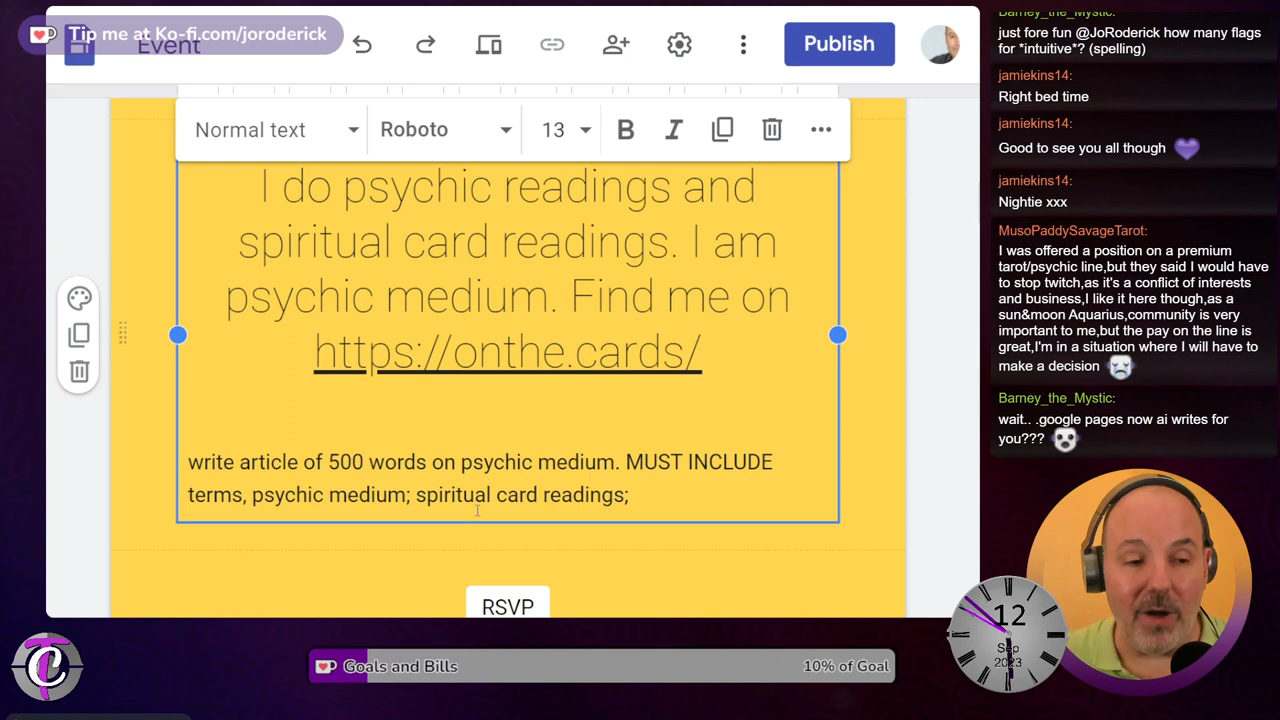 Tip me at Ko-fi.com/joroderick
Event
Publish
Normal text
Roboto
13
B
I
I do psychic readings and
spiritual card readings. I am
psychic medium. Find me on
https://onthe.cards/
write article of 500 words on psychic medium. MUST INCLUDE
terms, psychic medium; spiritual card readings;
RSVP
Barney_the_Mystic:
just fore fun @JoRoderick how many flags
for *intuitive*? (spelling)
jamiekins14:
Right bed time
jamiekins14:
Good to see you all though
jamiekins14:
Nightie xxx
MusoPaddySavageTarot:
I was offered a position on a premium
tarot/psychic line,but they said I would have
to stop twitch,as it's a conflict of interests
and business,I like it here though,as a
sun&moon Aquarius,community is very
important to me,but the pay on the line is
great,I'm in a situation where I will have to
make a decision
Barney_the_Mystic:
wait.. .google pages now ai writes for
you???
12
Sep
2023
TC
Goals and Bills
10% of Goal